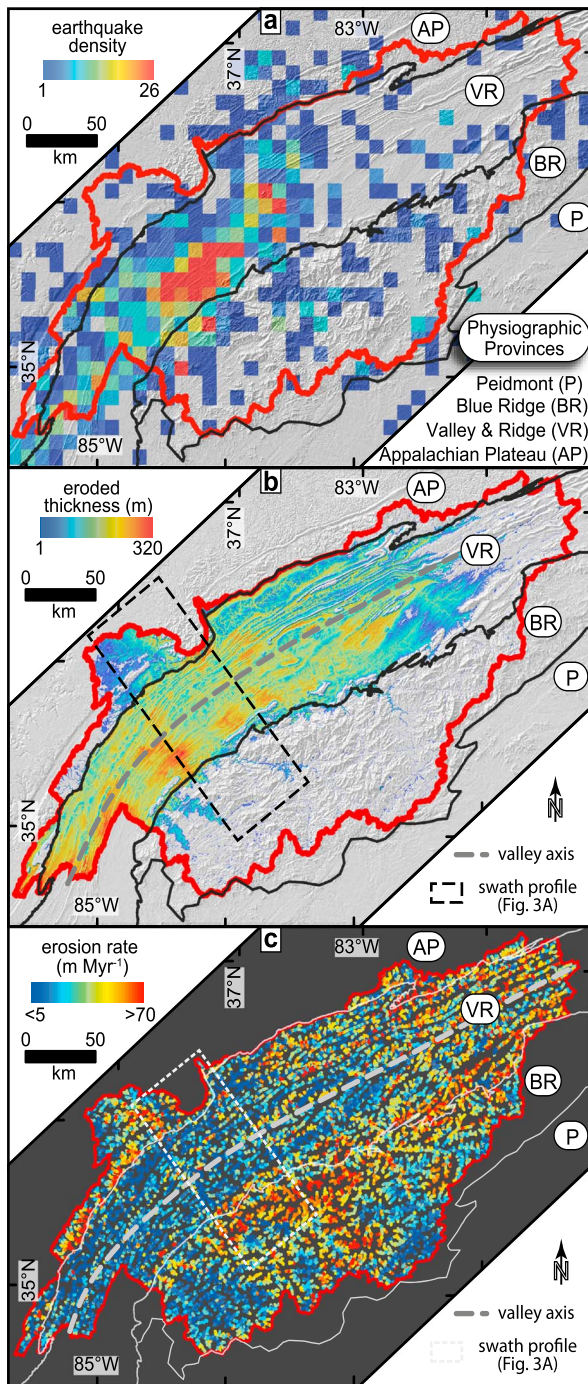 a
earthquake
density
1 26
0 50
km
83°W
37°N
AP
VR
BR
P
35°N
85°W
Physiographic
Provinces
Peidmont (P)
Blue Ridge (BR)
Valley & Ridge (VR)
Appalachian Plateau (AP)
b
eroded
thickness (m)
1 320
0 50
km
83°W
37°N
AP
VR
BR
P
35°N
85°W
N
valley axis
swath profile
(Fig. 3A)
c
erosion rate
(m Myr⁻¹)
<5 >70
0 50
km
83°W
37°N
AP
VR
BR
P
35°N
85°W
N
valley axis
swath profile
(Fig. 3A)